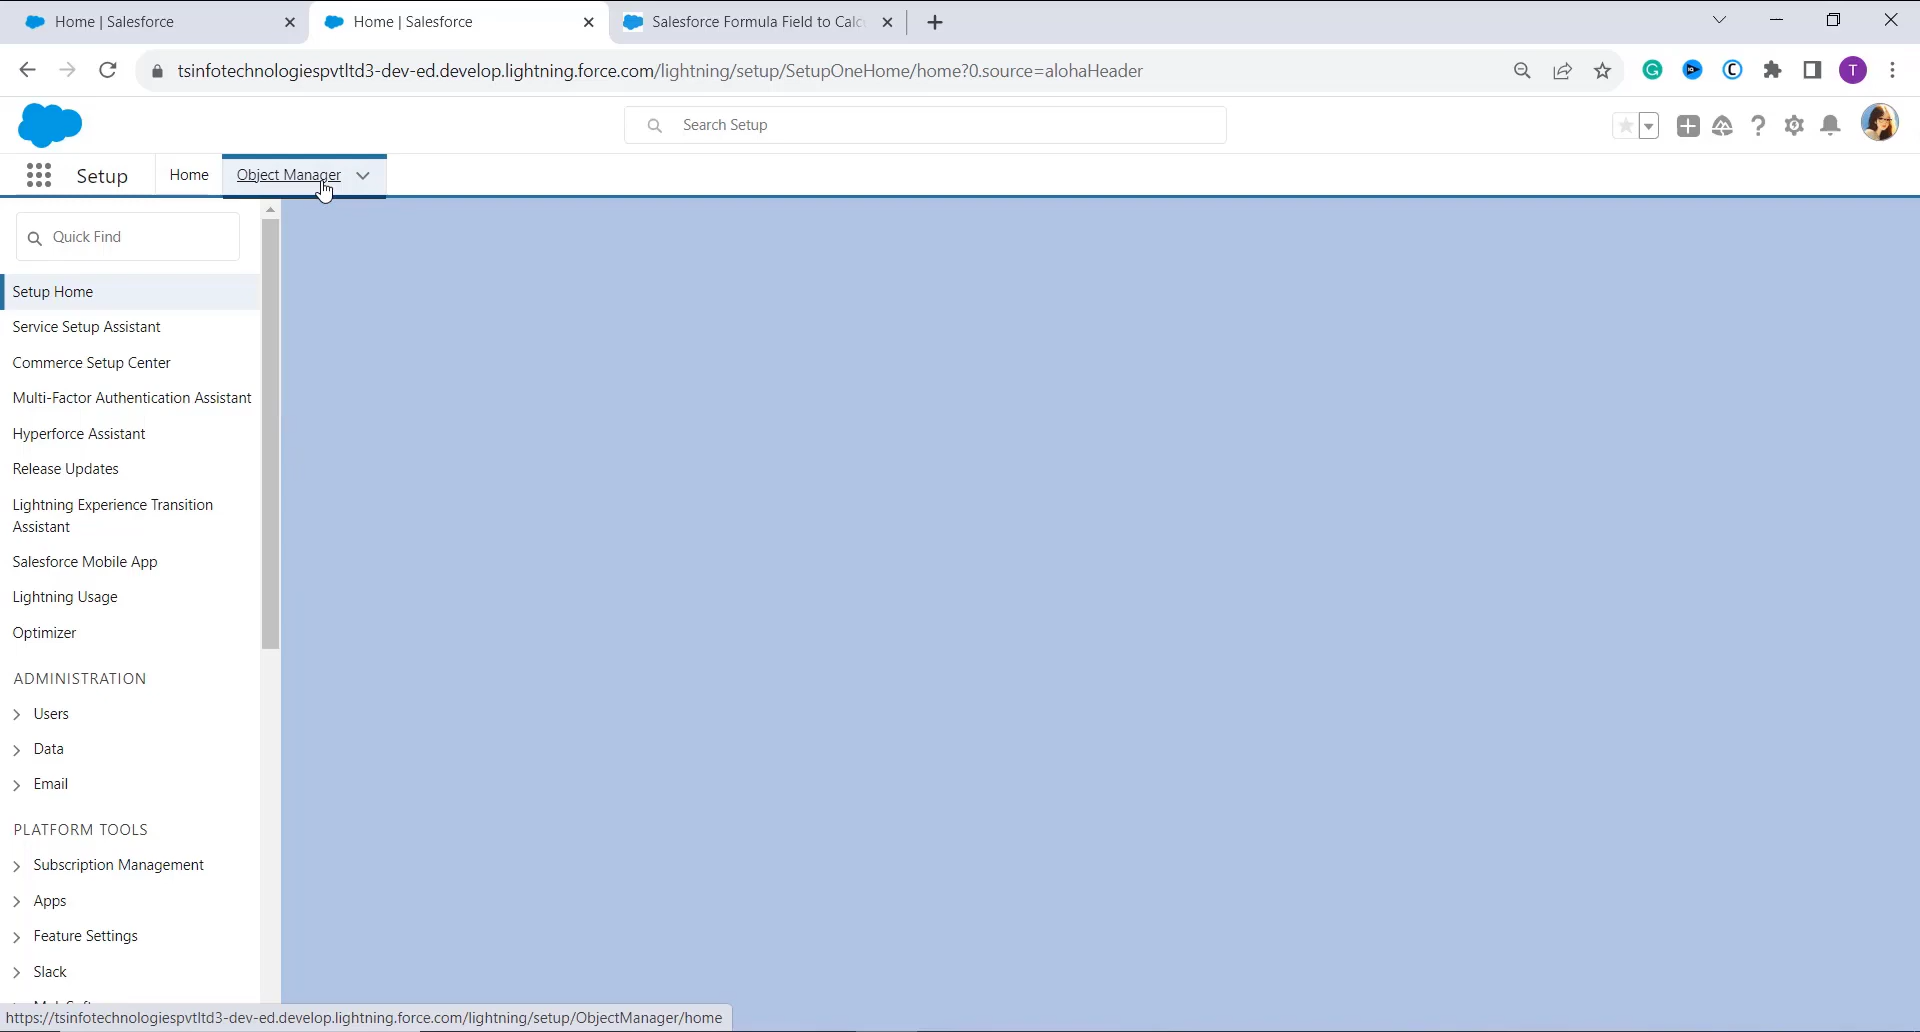 Home | Salesforce
Home | Salesforce
Salesforce Formula Field to Calc
tsinfotechnologiespvtltd3-dev-ed.develop.lightning.force.com/lightning/setup/SetupOneHome/home?0.source=alohaHeader
T
Search Setup
Setup
Home
Object Manager
Quick Find
Setup Home
Service Setup Assistant
Commerce Setup Center
Multi-Factor Authentication Assistant
Hyperforce Assistant
Release Updates
Lightning Experience Transition
Assistant
Salesforce Mobile App
Lightning Usage
Optimizer
ADMINISTRATION
Users
Data
Email
PLATFORM TOOLS
Subscription Management
Apps
Feature Settings
Slack
https://tsinfotechnologiespvtltd3-dev-ed.develop.lightning.force.com/lightning/setup/ObjectManager/home